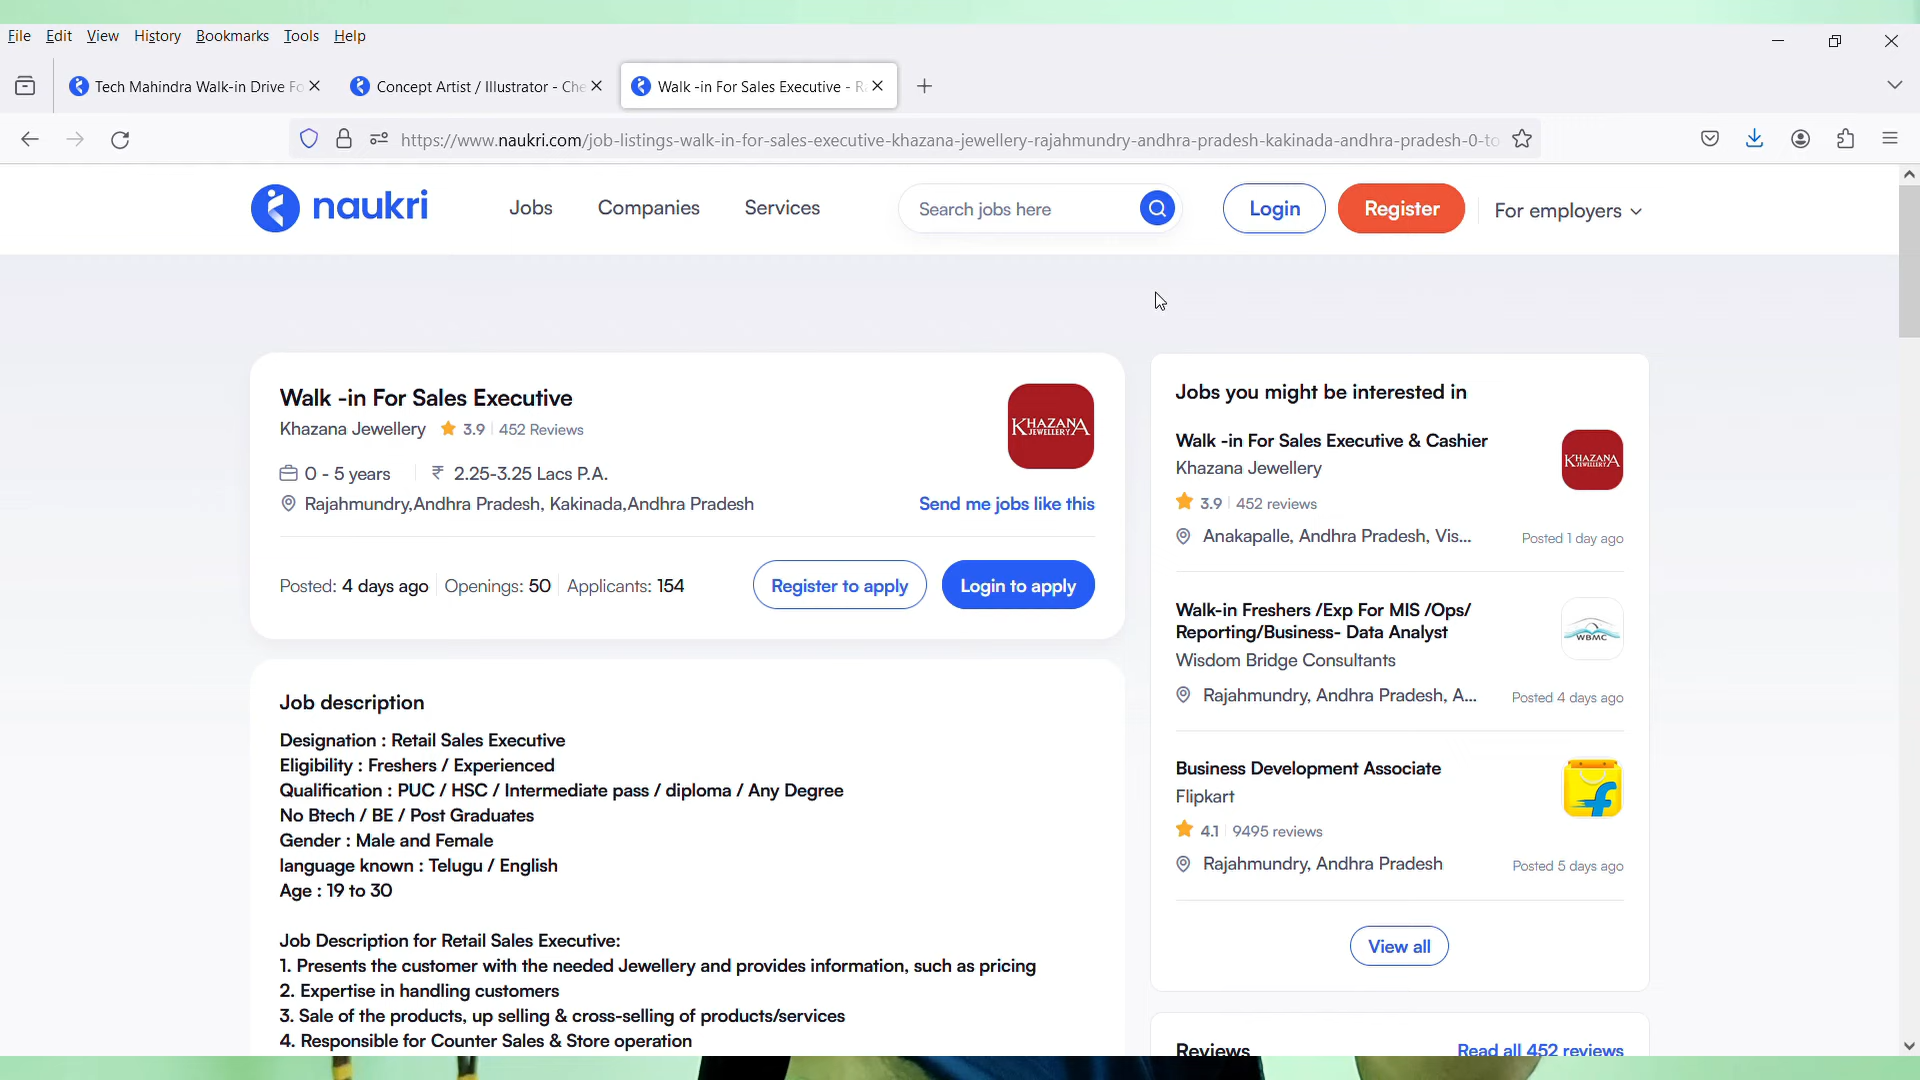 File Edit View History Bookmarks Tools Help
Tech Mahindra Walk-in Drive Fo
Concept Artist / Illustrator - Che
Walk -in For Sales Executive - R
https://www.naukri.com/job-listings-walk-in-for-sales-executive-khazana-jewellery-rajahmundry-andhra-pradesh-kakinada-andhra-pradesh-0-to
naukri
Jobs Companies Services
Search jobs here
Login
Register
For employers
Walk -in For Sales Executive
Khazana Jewellery 3.9 452 Reviews
KHAZANA
JEWELLERY
0 - 5 years ₹ 2.25-3.25 Lacs P.A.
Rajahmundry,Andhra Pradesh, Kakinada,Andhra Pradesh
Send me jobs like this
Posted: 4 days ago Openings: 50 Applicants: 154
Register to apply
Login to apply
Job description
Designation : Retail Sales Executive
Eligibility : Freshers / Experienced
Qualification : PUC / HSC / Intermediate pass / diploma / Any Degree
No Btech / BE / Post Graduates
Gender : Male and Female
language known : Telugu / English
Age : 19 to 30
Job Description for Retail Sales Executive:
1. Presents the customer with the needed Jewellery and provides information, such as pricing
2. Expertise in handling customers
3. Sale of the products, up selling & cross-selling of products/services
4. Responsible for Counter Sales & Store operation
Jobs you might be interested in
Walk -in For Sales Executive & Cashier
Khazana Jewellery
KHAZANA
JEWELLERY
3.9 452 reviews
Anakapalle, Andhra Pradesh, Vis...
Posted 1 day ago
Walk-in Freshers /Exp For MIS /Ops/
Reporting/Business- Data Analyst
Wisdom Bridge Consultants
WBMC
Rajahmundry, Andhra Pradesh, A...
Posted 4 days ago
Business Development Associate
Flipkart
4.1 9495 reviews
Rajahmundry, Andhra Pradesh
Posted 5 days ago
View all
Reviews
Read all 452 reviews